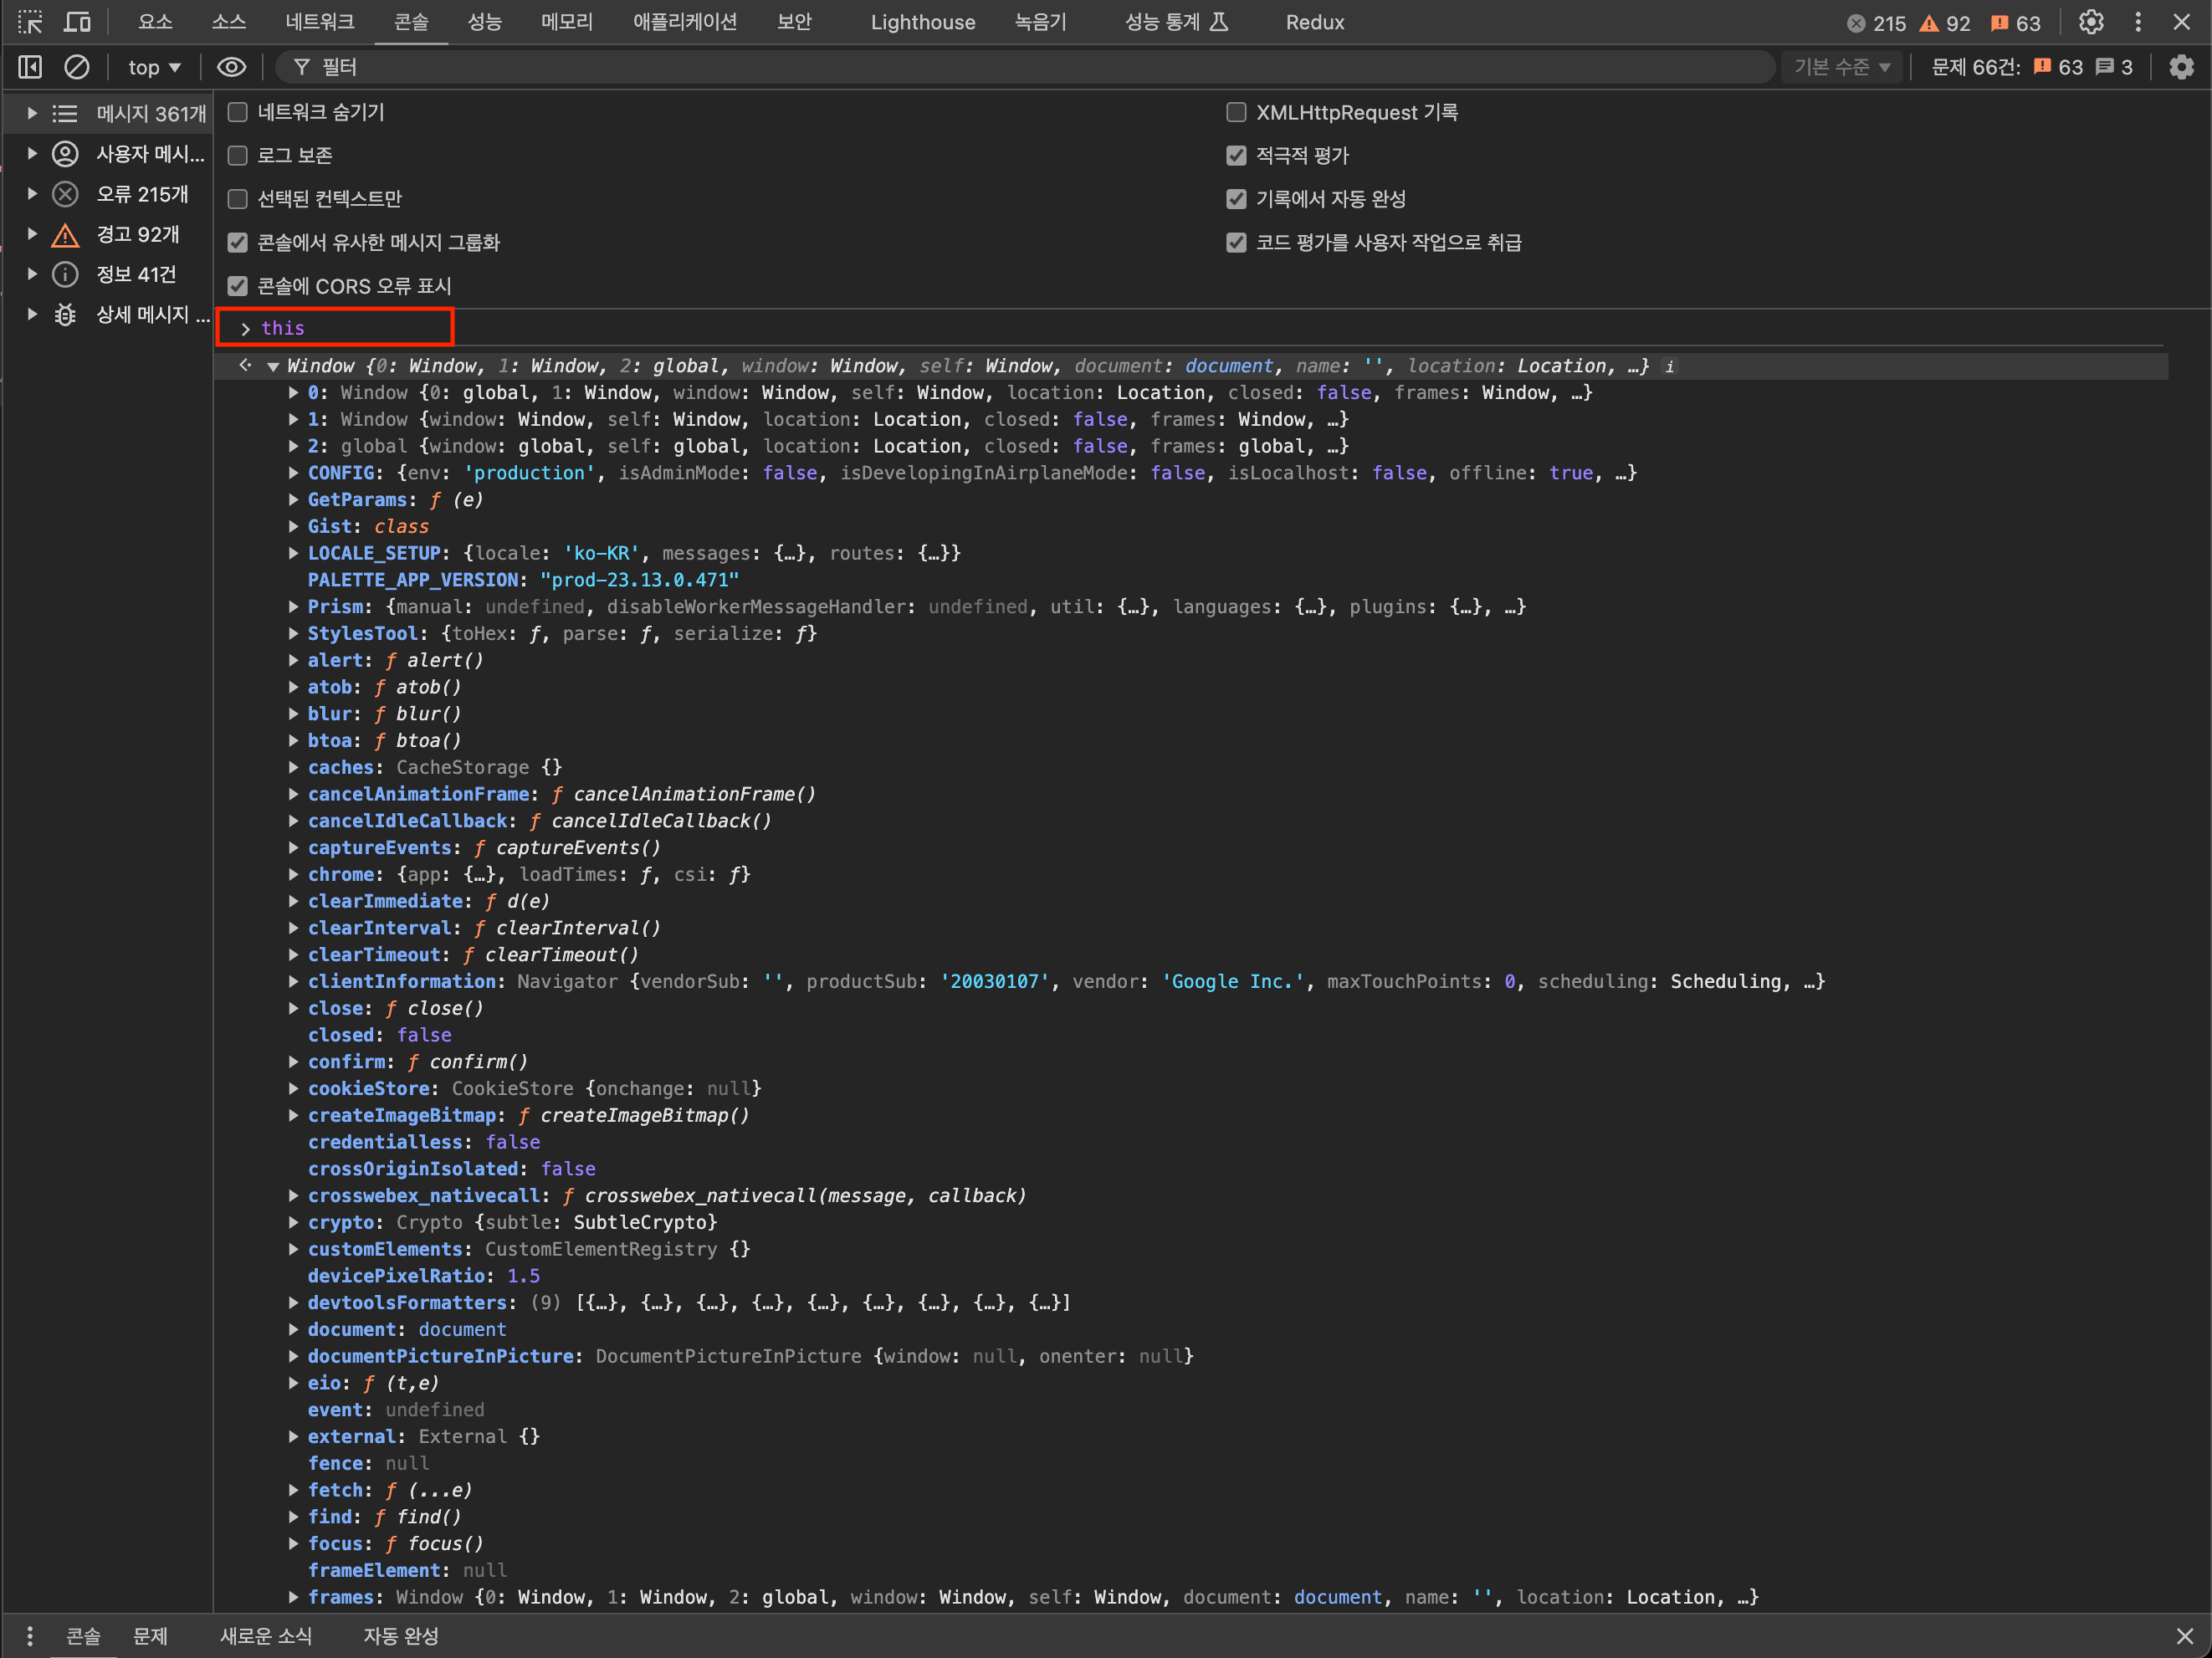 요소 소스 네트워크 콘솔 성능 메모리 애플리케이션 보안 Lighthouse 녹음기 성능 통계 Redux 215 92 63
top ▼ 필터 기본 수준 ▼ 문제 66건: 63 3
메시지 361개
사용자 메시...
오류 215개
경고 92개
정보 41건
상세 메시지 ...
네트워크 숨기기
로그 보존
선택된 컨텍스트만
콘솔에서 유사한 메시지 그룹화
콘솔에 CORS 오류 표시
XMLHttpRequest 기록
적극적 평가
기록에서 자동 완성
코드 평가를 사용자 작업으로 취급
> this
Window {0: Window, 1: Window, 2: global, window: Window, self: Window, document: document, name: '', location: Location, …} i
0: Window {0: global, 1: Window, window: Window, self: Window, location: Location, closed: false, frames: Window, …}
1: Window {window: Window, self: Window, location: Location, closed: false, frames: Window, …}
2: global {window: global, self: global, location: Location, closed: false, frames: global, …}
CONFIG: {env: 'production', isAdminMode: false, isDevelopingInAirplaneMode: false, isLocalhost: false, offline: true, …}
GetParams: ƒ (e)
Gist: class
LOCALE_SETUP: {locale: 'ko-KR', messages: {…}, routes: {…}}
PALETTE_APP_VERSION: "prod-23.13.0.471"
Prism: {manual: undefined, disableWorkerMessageHandler: undefined, util: {…}, languages: {…}, plugins: {…}, …}
StylesTool: {toHex: ƒ, parse: ƒ, serialize: ƒ}
alert: ƒ alert()
atob: ƒ atob()
blur: ƒ blur()
btoa: ƒ btoa()
caches: CacheStorage {}
cancelAnimationFrame: ƒ cancelAnimationFrame()
cancelIdleCallback: ƒ cancelIdleCallback()
captureEvents: ƒ captureEvents()
chrome: {app: {…}, loadTimes: ƒ, csi: ƒ}
clearImmediate: ƒ d(e)
clearInterval: ƒ clearInterval()
clearTimeout: ƒ clearTimeout()
clientInformation: Navigator {vendorSub: '', productSub: '20030107', vendor: 'Google Inc.', maxTouchPoints: 0, scheduling: Scheduling, …}
close: ƒ close()
closed: false
confirm: ƒ confirm()
cookieStore: CookieStore {onchange: null}
createImageBitmap: ƒ createImageBitmap()
credentialless: false
crossOriginIsolated: false
crosswebex_nativecall: ƒ crosswebex_nativecall(message, callback)
crypto: Crypto {subtle: SubtleCrypto}
customElements: CustomElementRegistry {}
devicePixelRatio: 1.5
devtoolsFormatters: (9) [{…}, {…}, {…}, {…}, {…}, {…}, {…}, {…}, {…}]
document: document
documentPictureInPicture: DocumentPictureInPicture {window: null, onenter: null}
eio: ƒ (t,e)
event: undefined
external: External {}
fence: null
fetch: ƒ (...e)
find: ƒ find()
focus: ƒ focus()
frameElement: null
frames: Window {0: Window, 1: Window, 2: global, window: Window, self: Window, document: document, name: '', location: Location, …}
콘솔 문제 새로운 소식 자동 완성